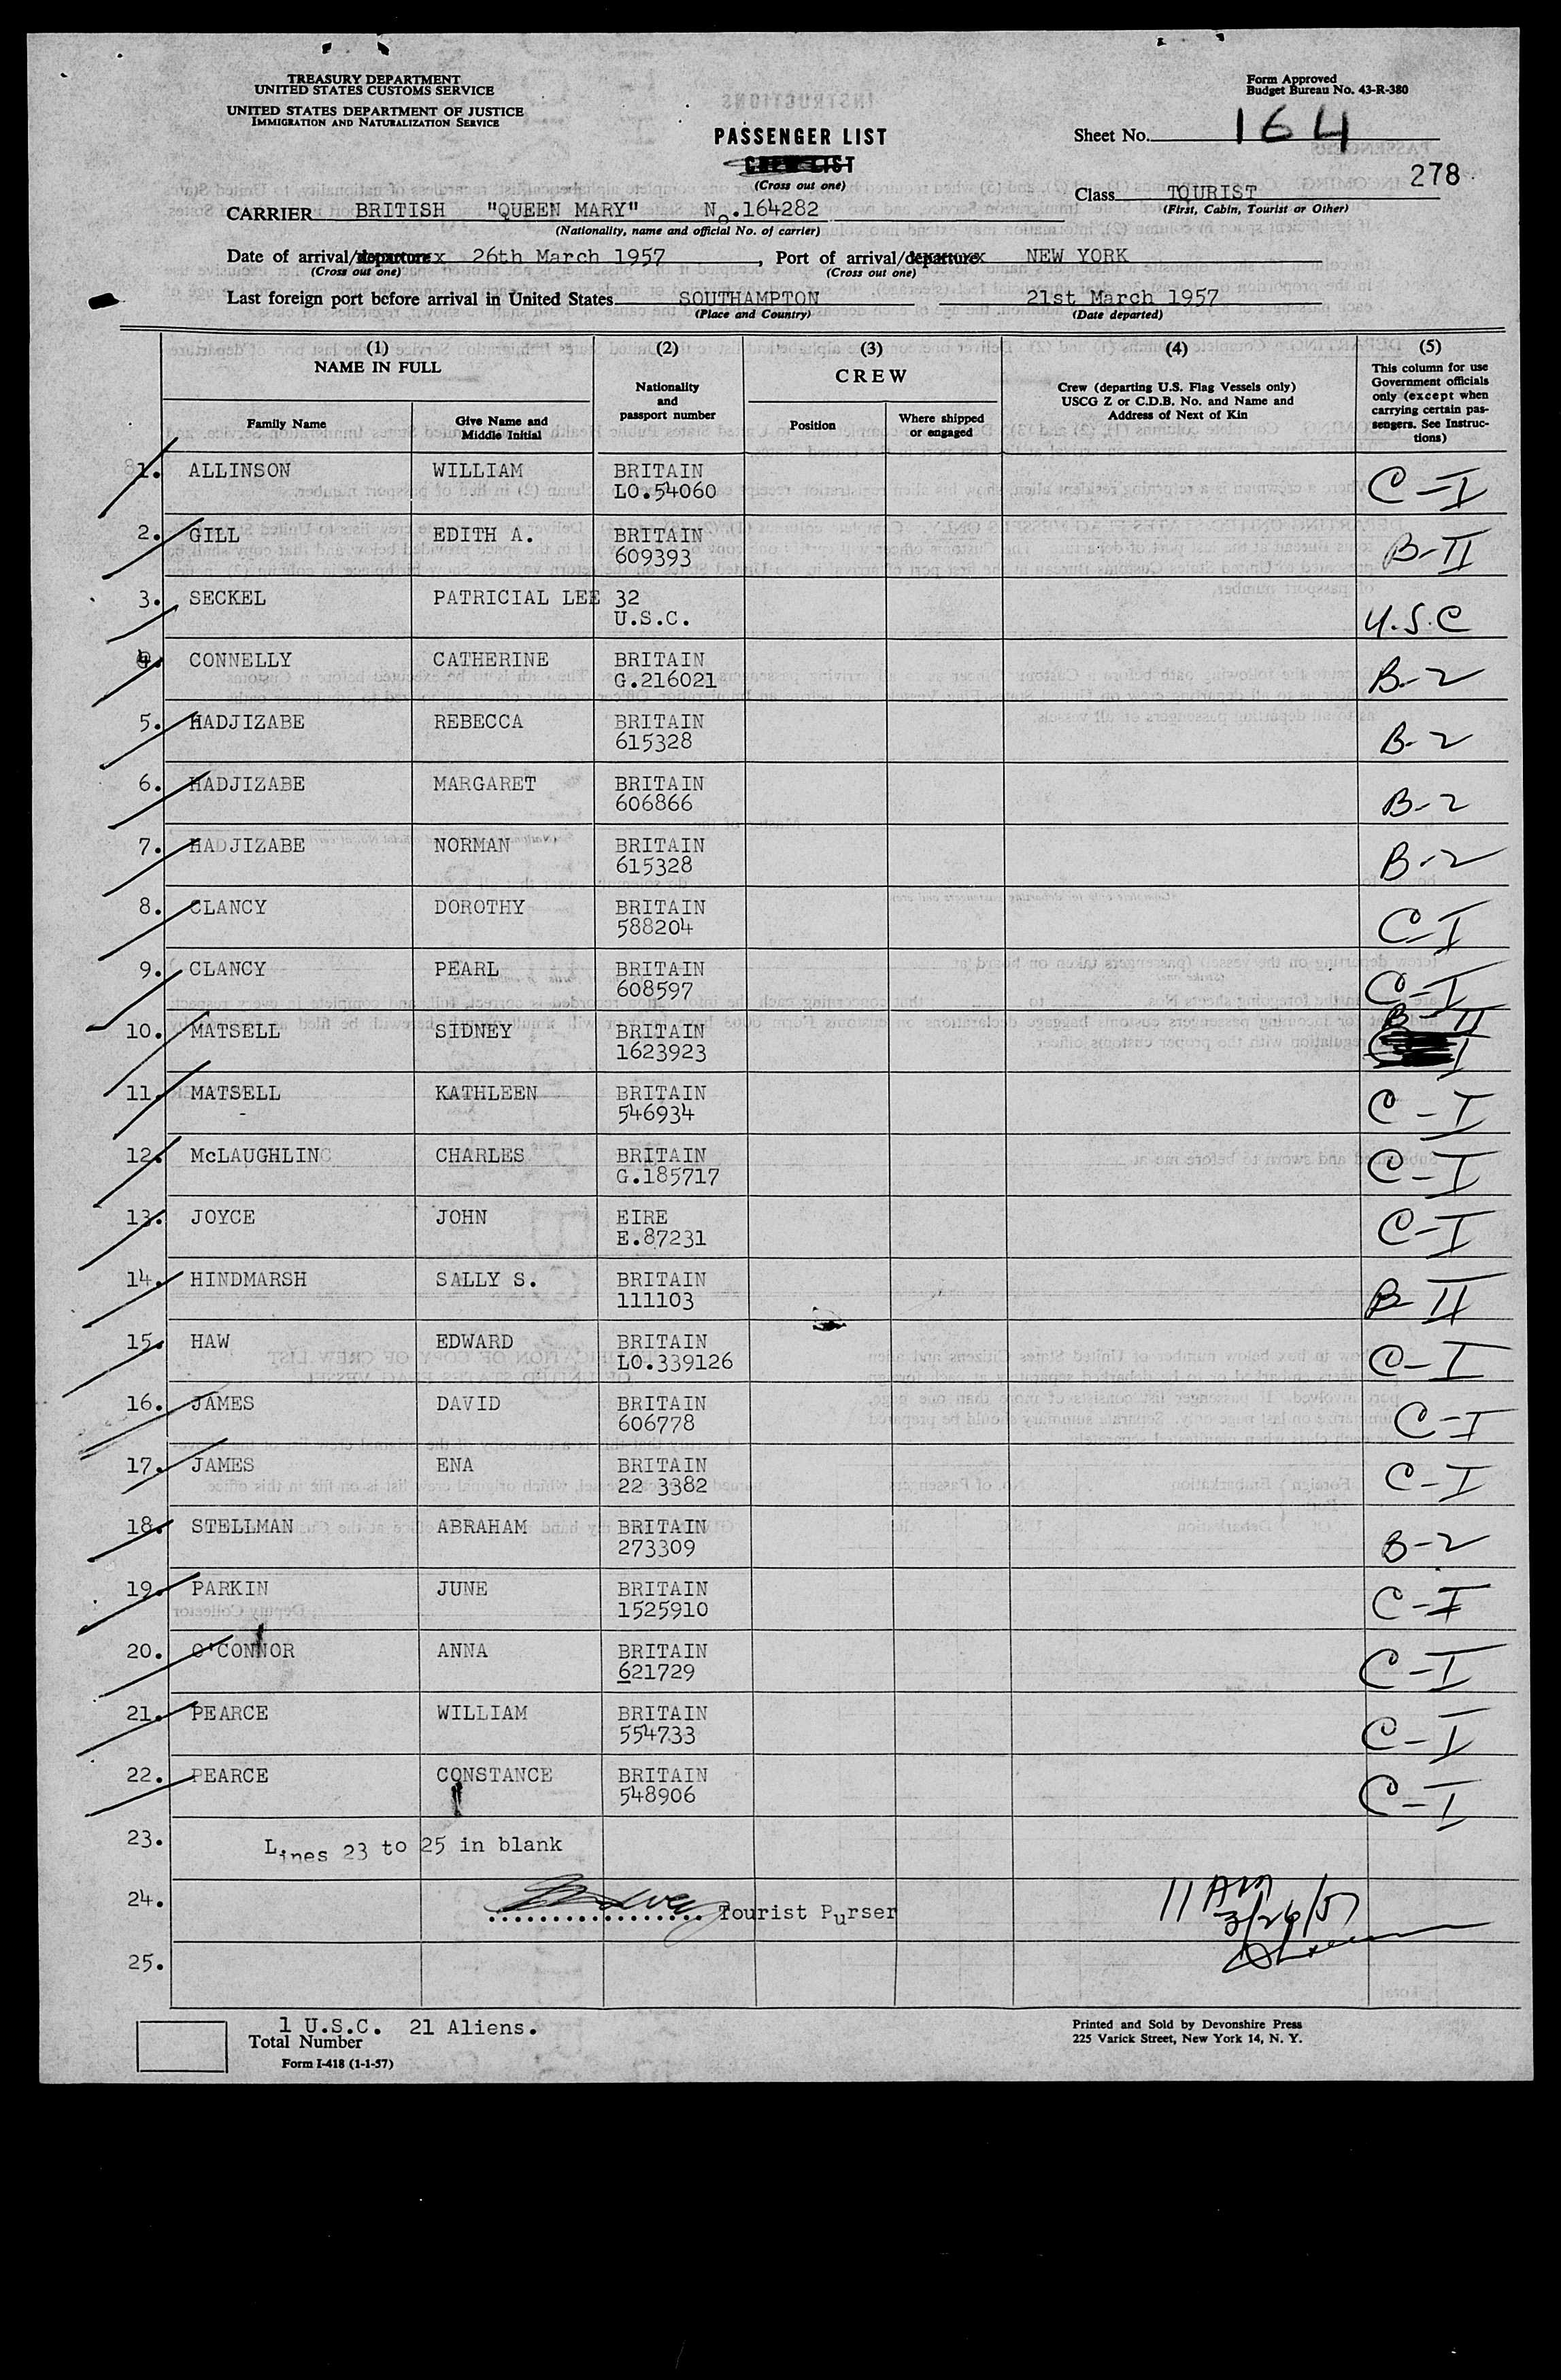 TREASURY DEPARTMENT
UNITED STATES CUSTOMS SERVICE
UNITED STATES DEPARTMENT OF JUSTICE
IMMIGRATION AND NATURALIZATION SERVICE
Form Approved
Budget Bureau No. 43-R-380
PASSENGER LIST
CREW LIST
(Cross out one)
Sheet No. 164
278
Class TOURIST
(First, Cabin, Tourist or Other)
CARRIER BRITISH "QUEEN MARY" No.164282
(Nationality, name and official No. of carrier)
Date of arrival/departure 26th March 1957, Port of arrival/departure NEW YORK
(Cross out one) (Cross out one)
Last foreign port before arrival in United States SOUTHAMPTON 21st March 1957
(Place and Country) (Date departed)
(1) (2) (3) (4) (5)
NAME IN FULL
Family Name
Give Name and
Middle Initial
Nationality
and
passport number
CREW
Position
Where shipped
or engaged
Crew (departing U.S. Flag Vessels only)
USCG Z or C.D.B. No. and Name and
Address of Next of Kin
This column for use
Government officials
only (except when
carrying certain pas-
sengers. See Instruc-
tions)
1. ALLINSON WILLIAM BRITAIN
LO.54060 C-I
2. GILL EDITH A. BRITAIN
609393 B-II
3. SECKEL PATRICIAL LEE 32
U.S.C. U.S.C
4. CONNELLY CATHERINE BRITAIN
G.216021 B-2
5. HADJIZABE REBECCA BRITAIN
615328 B-2
6. HADJIZABE MARGARET BRITAIN
606866 B-2
7. HADJIZABE NORMAN BRITAIN
615328 B-2
8. CLANCY DOROTHY BRITAIN
588204 C-I
9. CLANCY PEARL BRITAIN
608597 C-I
10. MATSELL SIDNEY BRITAIN B-II
1623923
11. MATSELL KATHLEEN BRITAIN
546934 C-I
12. McLAUGHLIN CHARLES BRITAIN
G.185717 C-I
13. JOYCE JOHN EIRE
E.87231 C-I
14. HINDMARSH SALLY S. BRITAIN
111103 B-II
15. HAW EDWARD BRITAIN
LO.339126 C-I
16. JAMES DAVID BRITAIN
606778 C-I
17. JAMES ENA BRITAIN
22 3382 C-I
18. STELLMAN ABRAHAM BRITAIN
273309 B-2
19. PARKIN JUNE BRITAIN
1525910 C-I
20. O'CONNOR ANNA BRITAIN
621729 C-I
21. PEARCE WILLIAM BRITAIN
554733 C-I
22. PEARCE CONSTANCE BRITAIN
548906 C-I
23. Lines 23 to 25 in blank
24. Tourist Purser
11 AM
3/26/57
25.
1 U.S.C. 21 Aliens.
Total Number
Form I-418 (1-1-57)
Printed and Sold by Devonshire Press
225 Varick Street, New York 14, N. Y.